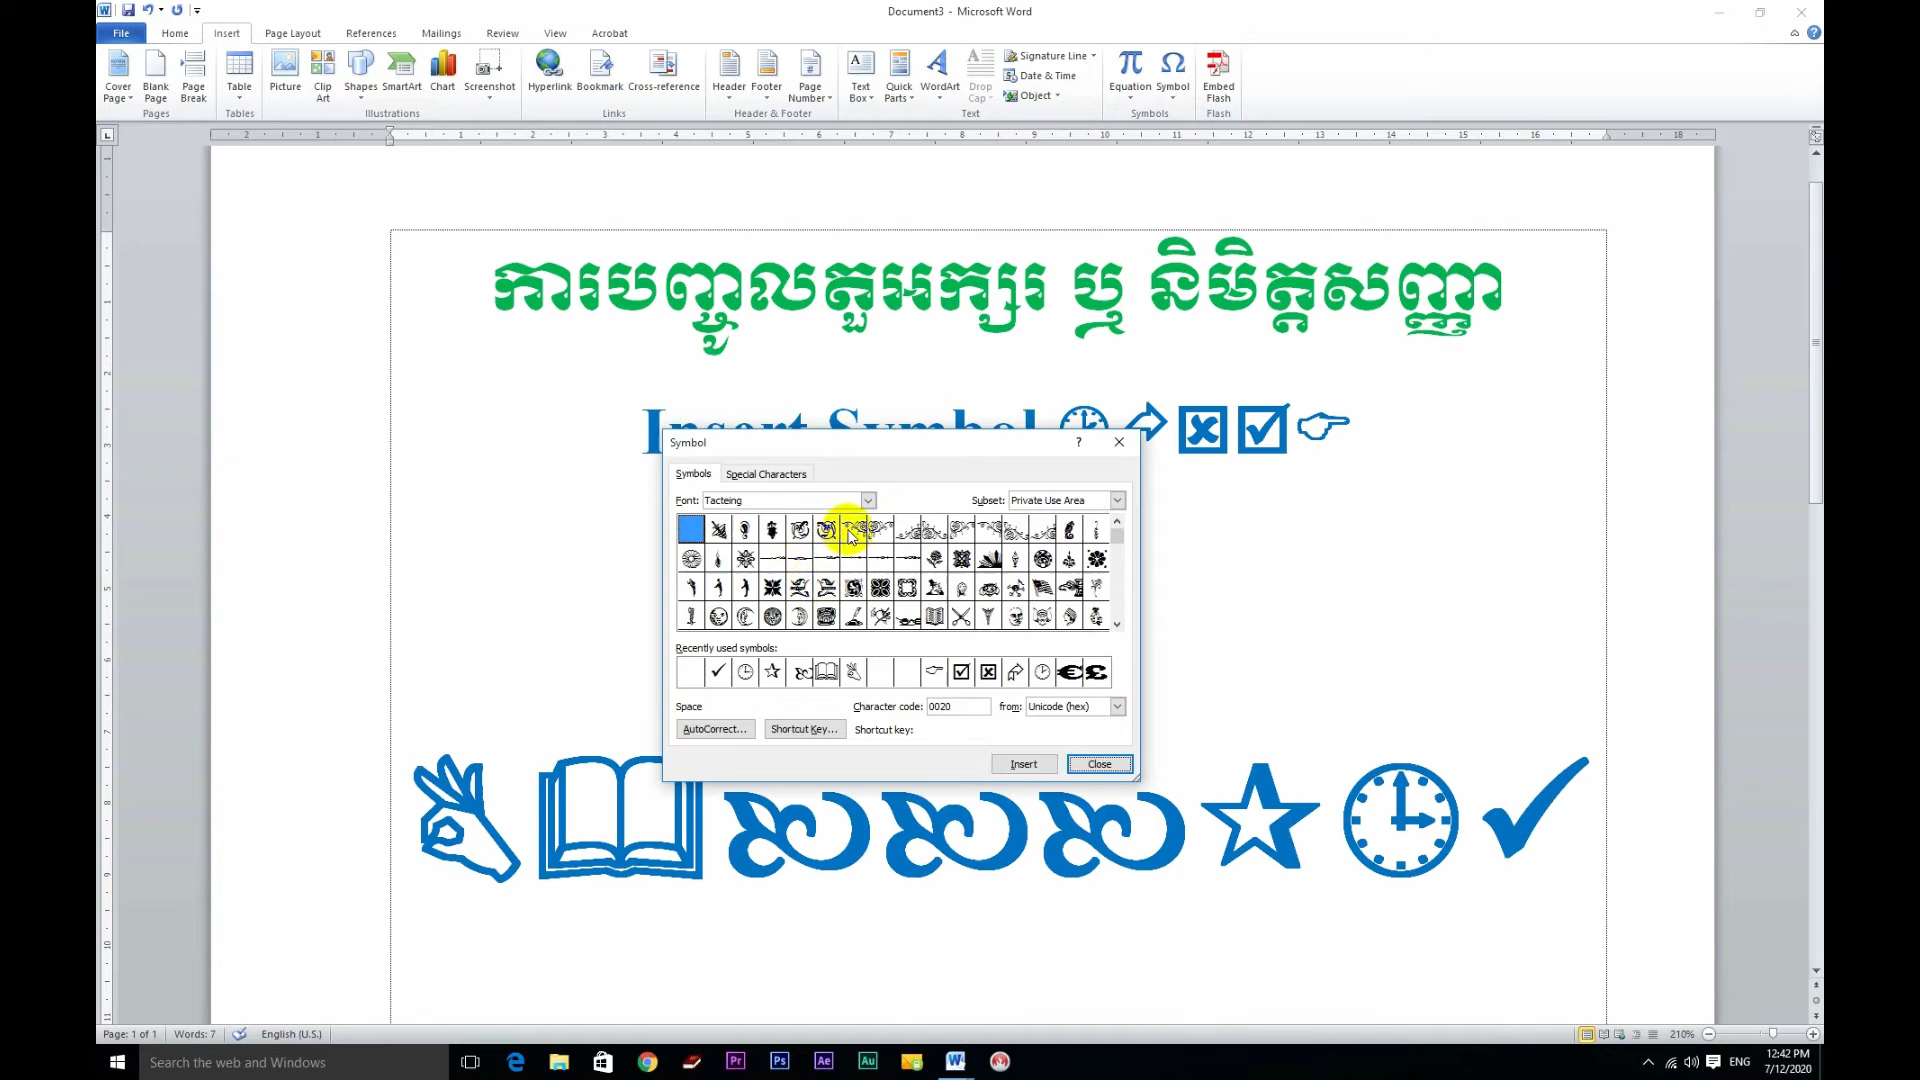 Document3 - Microsoft Word
File Home Insert Page Layout References Mailings Review View Acrobat
Cover Page Blank Page Page Break Table Picture Clip Art Shapes SmartArt Chart Screenshot Hyperlink Bookmark Cross-reference Header Footer Page Number Text Box Quick Parts WordArt Drop Cap Signature Line Date & Time Object Equation Symbol Embed Flash
Pages Tables Illustrations Links Header & Footer Text Symbols Flash
ការបញ្ចូលតួអក្សរ ឬ និមិត្តសញ្ញា
Insert Symbol
Symbol
Symbols Special Characters
Font: Tacteing Subset: Private Use Area
Recently used symbols:
Space Character code: 0020 from: Unicode (hex)
AutoCorrect... Shortcut Key... Shortcut key:
Insert Close
Page: 1 of 1 Words: 7 English (U.S.) 210%
Search the web and Windows
ENG
12:42 PM
7/12/2020